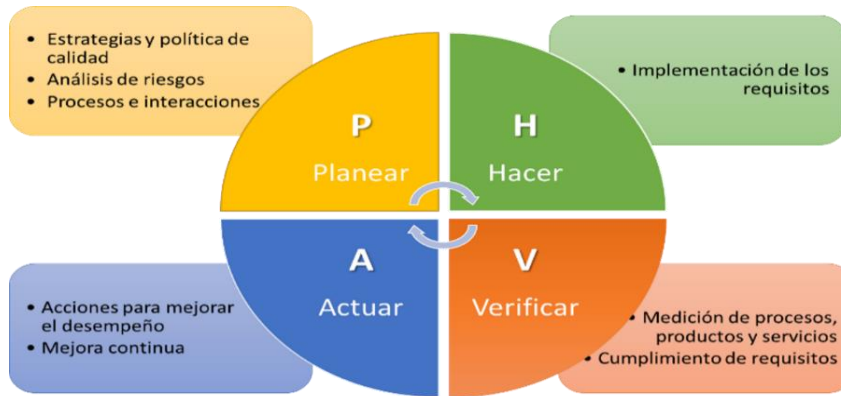 • Estrategias y política de
calidad
• Análisis de riesgos
• Procesos e interacciones
P
Planear
H
Hacer
• Implementación de los
requisitos
A
Actuar
• Acciones para mejorar
el desempeño
• Mejora continua
V
Verificar
• Medición de procesos,
productos y servicios
• Cumplimiento de requisitos